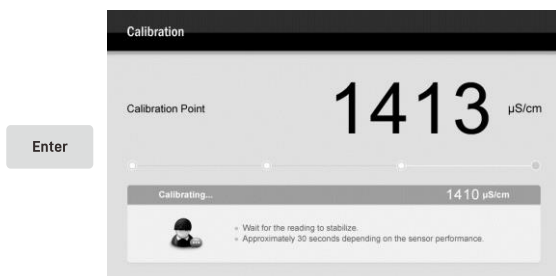 Calibration
Calibration Point
1413 µS/cm
Enter
Calibrating...
1410 µS/cm
Wait for the reading to stabilize.
Approximately 30 seconds depending on the sensor performance.